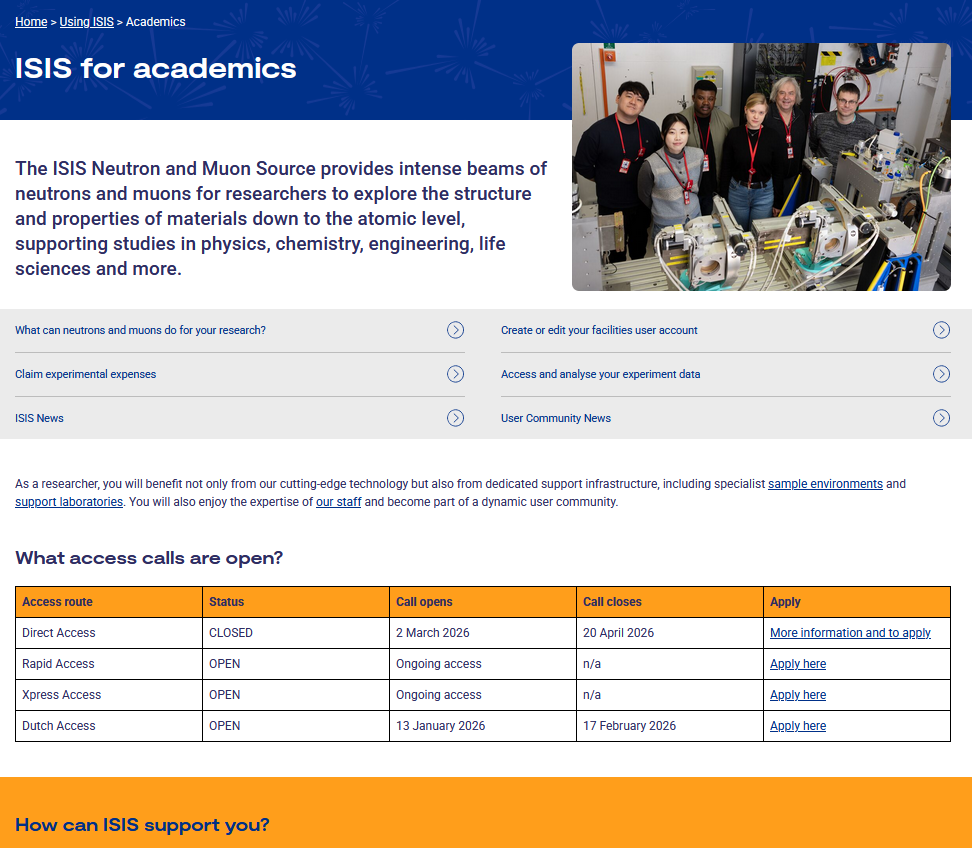 Home > Using ISIS > Academics
ISIS for academics
The ISIS Neutron and Muon Source provides intense beams of
neutrons and muons for researchers to explore the structure
and properties of materials down to the atomic level,
supporting studies in physics, chemistry, engineering, life
sciences and more.
What can neutrons and muons do for your research?
Create or edit your facilities user account
Claim experimental expenses
Access and analyse your experiment data
ISIS News
User Community News
As a researcher, you will benefit not only from our cutting-edge technology but also from dedicated support infrastructure, including specialist sample environments and
support laboratories. You will also enjoy the expertise of our staff and become part of a dynamic user community.
What access calls are open?
Access route Status Call opens Call closes Apply
Direct Access CLOSED 2 March 2026 20 April 2026 More information and to apply
Rapid Access OPEN Ongoing access n/a Apply here
Xpress Access OPEN Ongoing access n/a Apply here
Dutch Access OPEN 13 January 2026 17 February 2026 Apply here
How can ISIS support you?